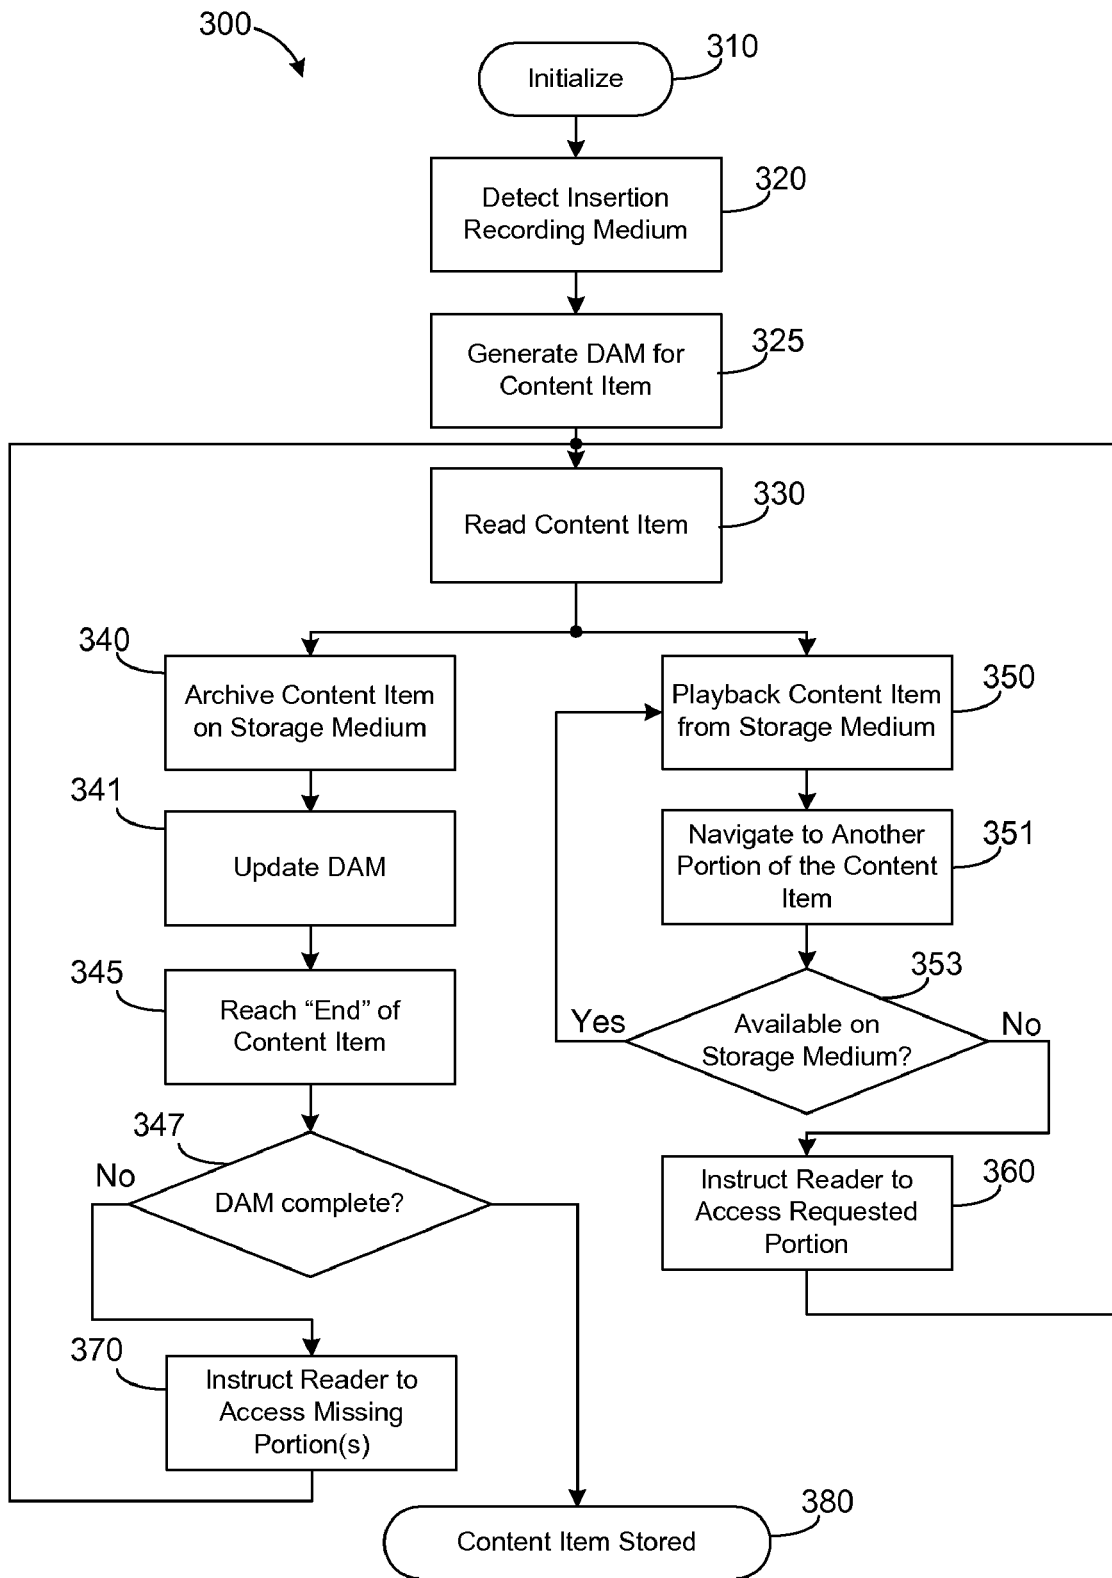 300
Initialize
310
Detect Insertion
Recording Medium
320
Generate DAM for
Content Item
325
Read Content Item
330
340
Archive Content Item
on Storage Medium
Playback Content Item
from Storage Medium
350
341
Update DAM
Navigate to Another
Portion of the Content
Item
351
345
Reach “End” of
Content Item
353
Yes
Available on
Storage Medium?
No
347
No
DAM complete?
Instruct Reader to
Access Requested
Portion
360
370
Instruct Reader to
Access Missing
Portion(s)
Content Item Stored
380